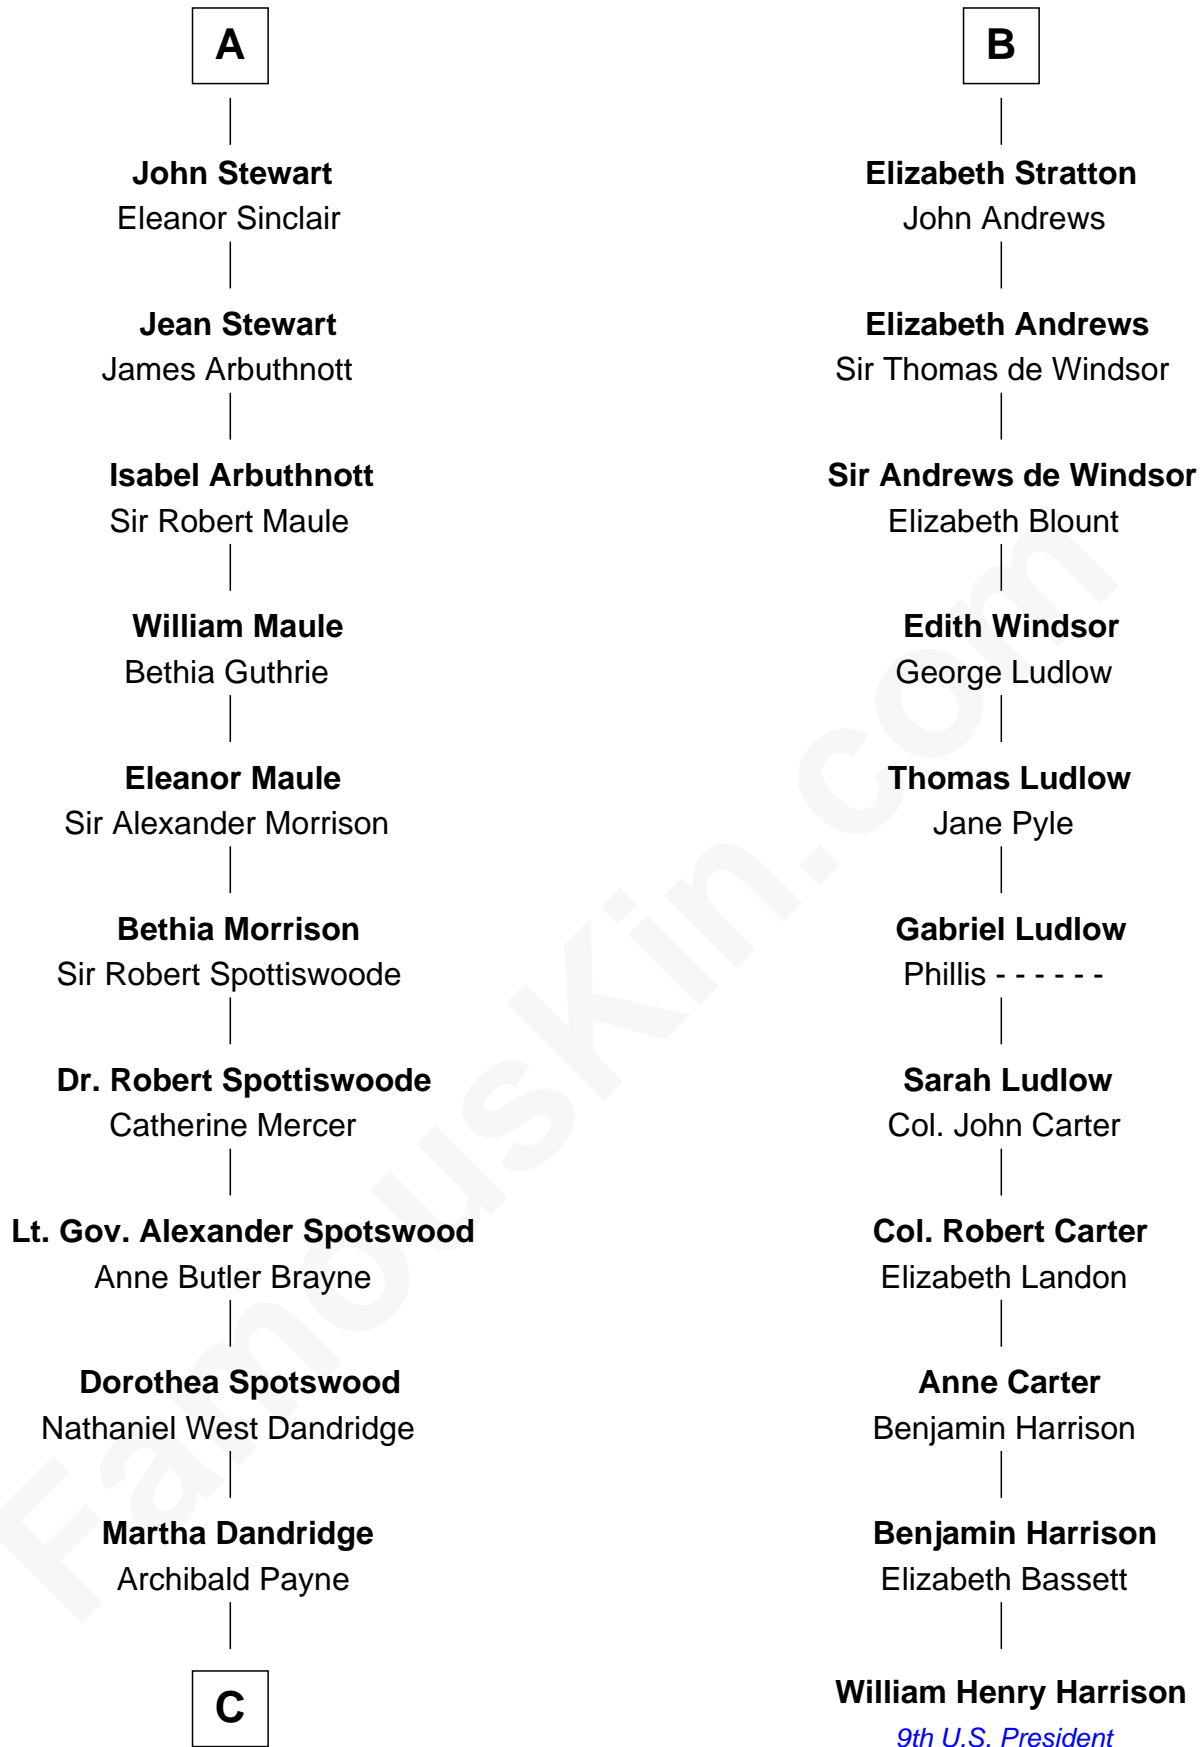 A
John Stewart
Eleanor Sinclair
Jean Stewart
James Arbuthnott
Isabel Arbuthnott
Sir Robert Maule
William Maule
Bethia Guthrie
Eleanor Maule
Sir Alexander Morrison
Bethia Morrison
Sir Robert Spottiswoode
Dr. Robert Spottiswoode
Catherine Mercer
Lt. Gov. Alexander Spotswood
Anne Butler Brayne
Dorothea Spotswood
Nathaniel West Dandridge
Martha Dandridge
Archibald Payne
C
B
Elizabeth Stratton
John Andrews
Elizabeth Andrews
Sir Thomas de Windsor
Sir Andrews de Windsor
Elizabeth Blount
Edith Windsor
George Ludlow
Thomas Ludlow
Jane Pyle
Gabriel Ludlow
Phillis - - - - - -
Sarah Ludlow
Col. John Carter
Col. Robert Carter
Elizabeth Landon
Anne Carter
Benjamin Harrison
Benjamin Harrison
Elizabeth Bassett
William Henry Harrison
9th U.S. President
FamousKin.com